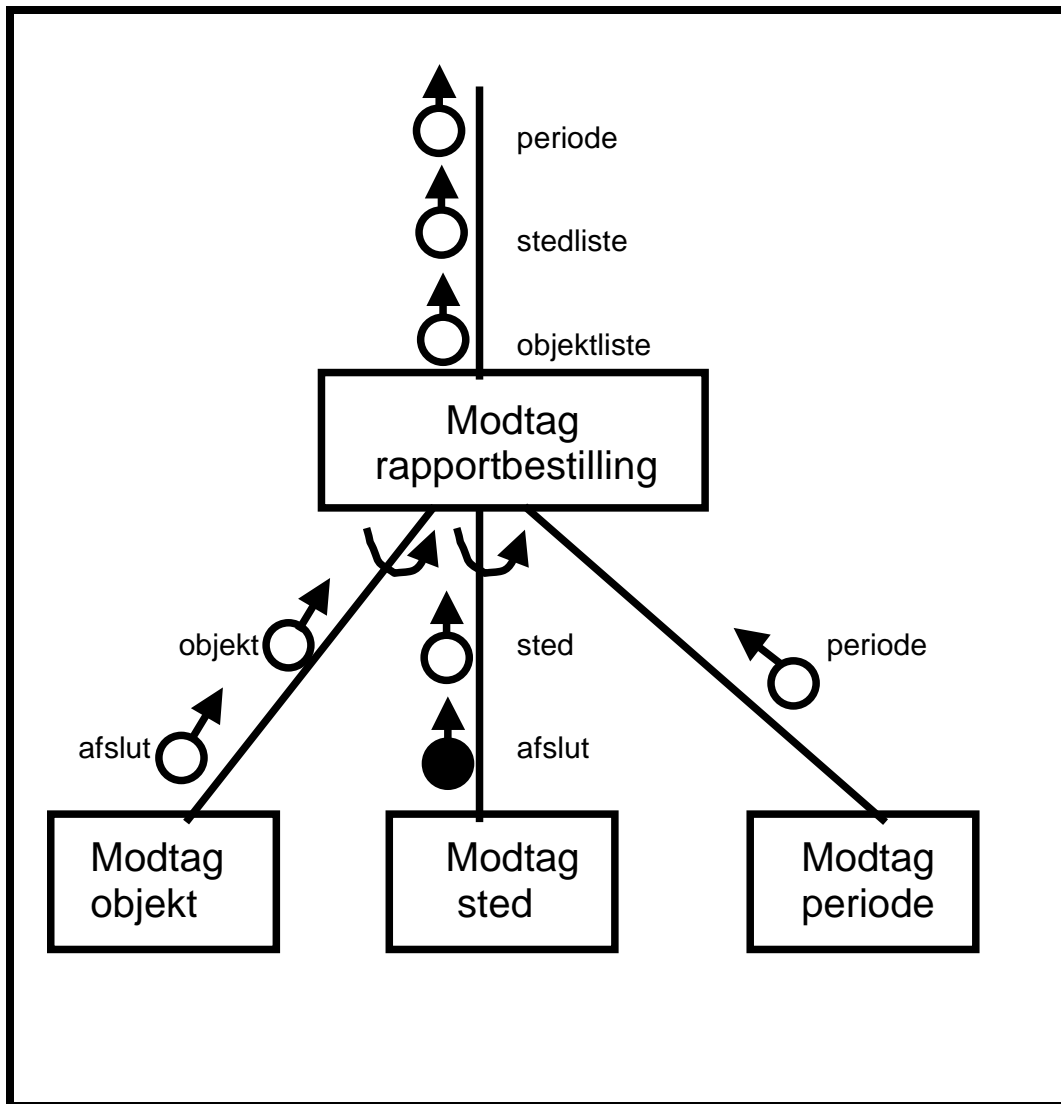 periode
stedliste
objektliste
Modtag
rapportbestilling
objekt
sted
periode
afslut
afslut
Modtag
objekt
Modtag
sted
Modtag
periode